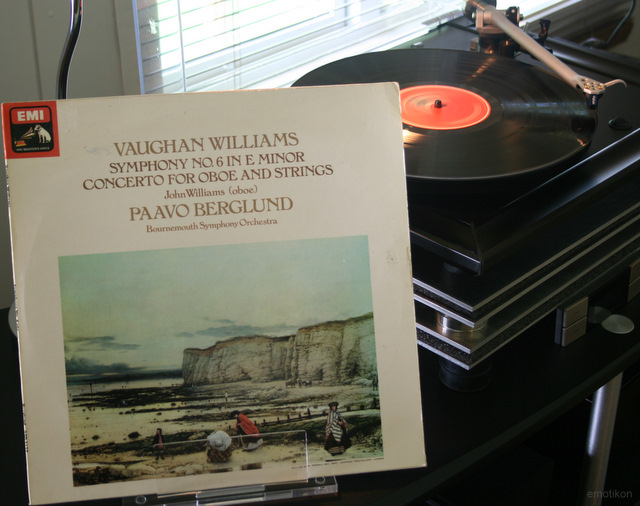 EMI
VAUGHAN WILLIAMS
SYMPHONY NO. 6 IN E MINOR
CONCERTO FOR OBOE AND STRINGS
John Williams (oboe)
PAAVO BERGLUND
Bournemouth Symphony Orchestra
emotikon